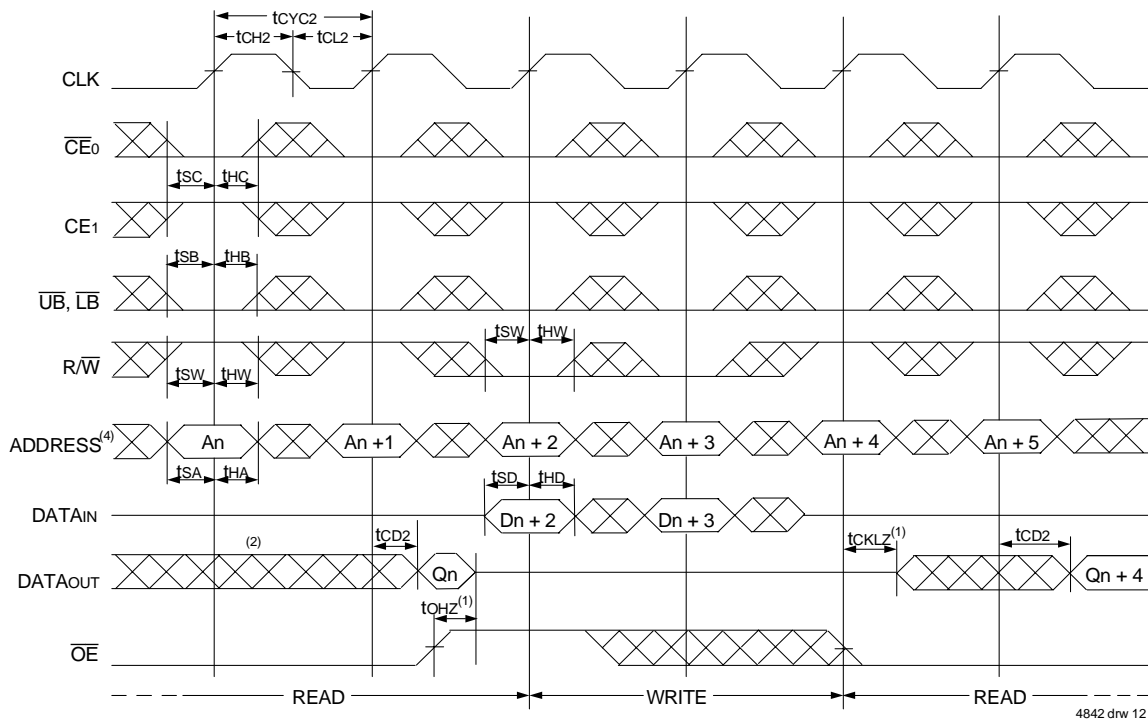 tCYC2
tCH2 tCL2
CLK
CE0
tSC tHC
CE1
tSB tHB
UB, LB
tSW tHW
R/W
tSW tHW
ADDRESS(4) An An +1 An + 2 An + 3 An + 4 An + 5
tSA tHA tSD tHD
DATAIN Dn + 2 Dn + 3
tCD2 tCKLZ(1) tCD2
(2)
DATAOUT Qn Qn + 4
tOHZ(1)
OE
READ WRITE READ
4842 drw 12